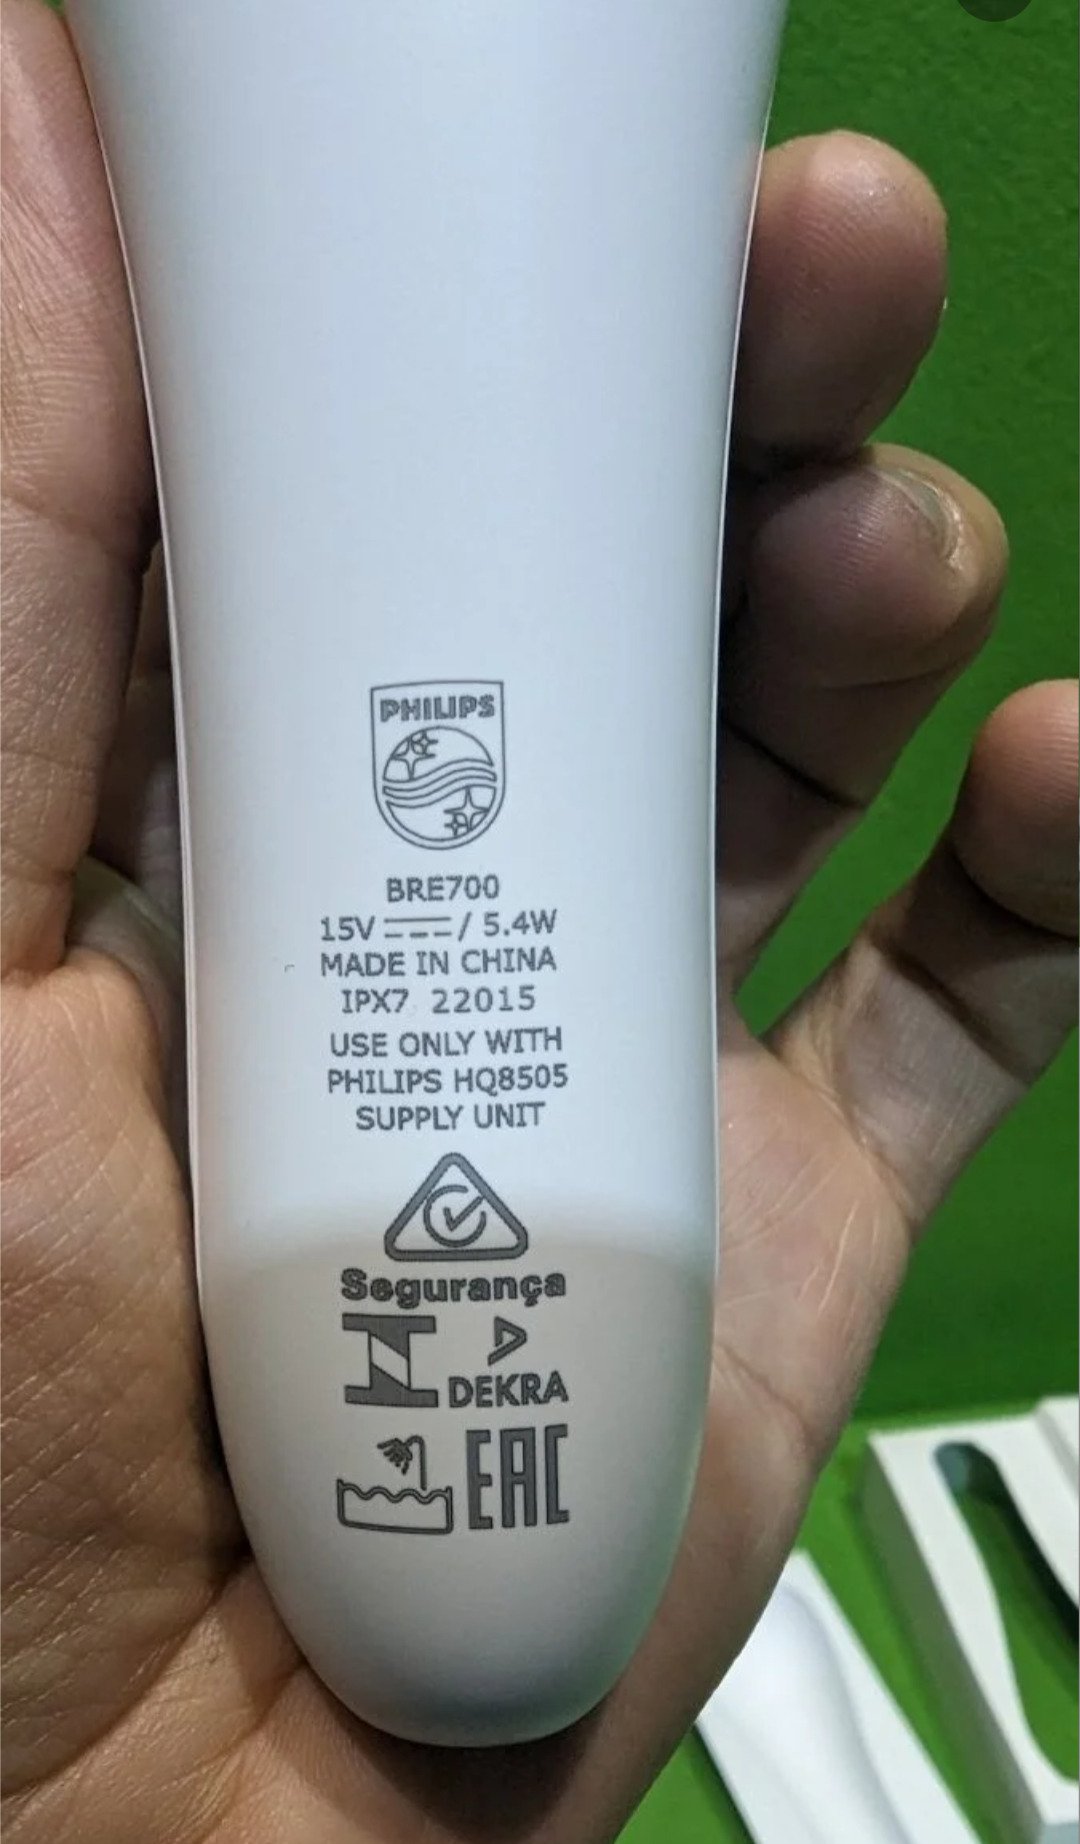 PHILIPS
BRE700
15V ⎓ / 5.4W
MADE IN CHINA
IPX7 22015
USE ONLY WITH
PHILIPS HQ8505
SUPPLY UNIT
Segurança
DEKRA
EAC